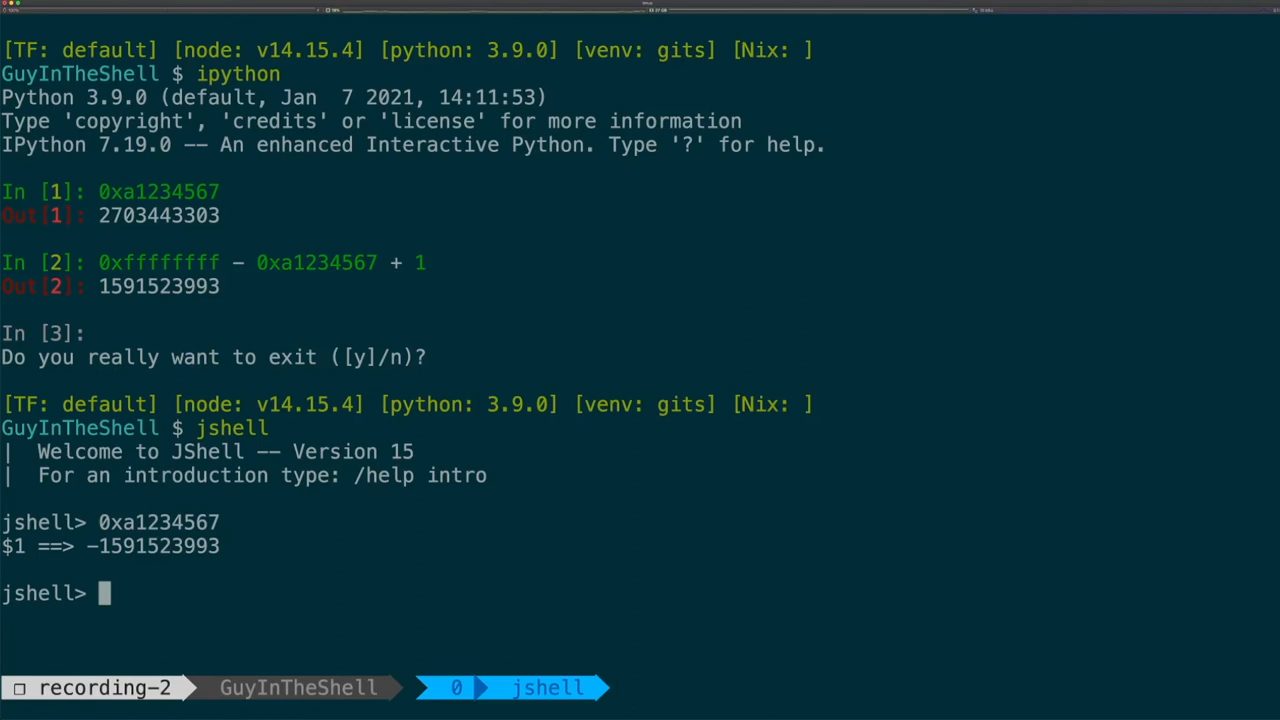 [TF: default] [node: v14.15.4] [python: 3.9.0] [venv: gits] [Nix: ]
GuyInTheShell $ ipython
Python 3.9.0 (default, Jan  7 2021, 14:11:53)
Type 'copyright', 'credits' or 'license' for more information
IPython 7.19.0 -- An enhanced Interactive Python. Type '?' for help.
In [1]: 0xa1234567
Out[1]: 2703443303
In [2]: 0xffffffff - 0xa1234567 + 1
Out[2]: 1591523993
In [3]:
Do you really want to exit ([y]/n)?
[TF: default] [node: v14.15.4] [python: 3.9.0] [venv: gits] [Nix: ]
GuyInTheShell $ jshell
|  Welcome to JShell -- Version 15
|  For an introduction type: /help intro
jshell> 0xa1234567
$1 ==> -1591523993
jshell>
recording-2 GuyInTheShell 0 jshell